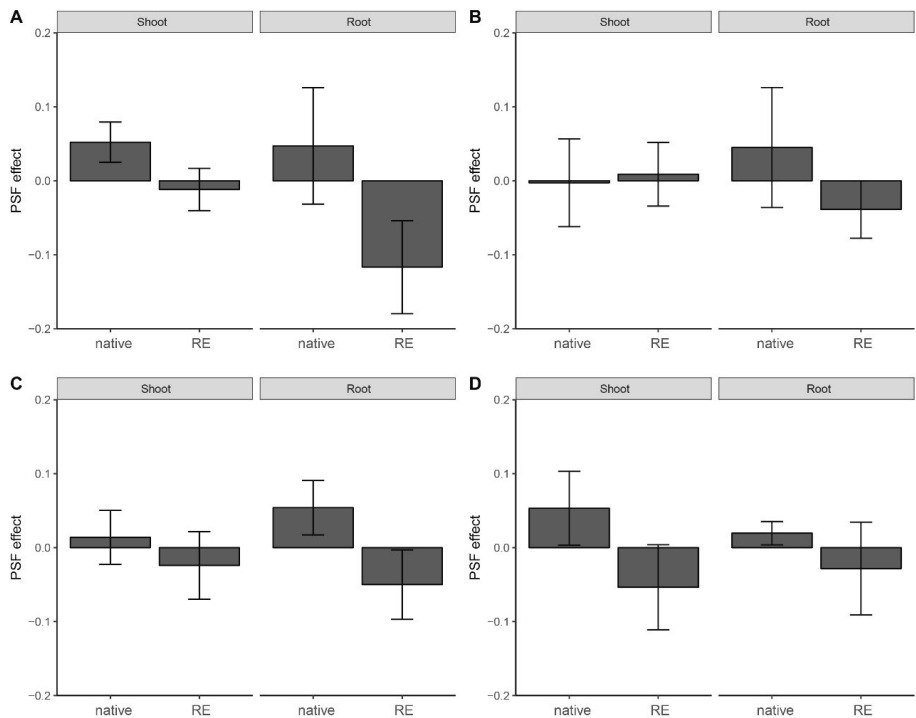 A
Shoot Root
PSF effect
0.2
0.1
0.0
−0.1
−0.2
native RE native RE
B
Shoot Root
PSF effect
0.2
0.1
0.0
−0.1
−0.2
native RE native RE
C
Shoot Root
PSF effect
0.2
0.1
0.0
−0.1
−0.2
native RE native RE
D
Shoot Root
PSF effect
0.2
0.1
0.0
−0.1
−0.2
native RE native RE